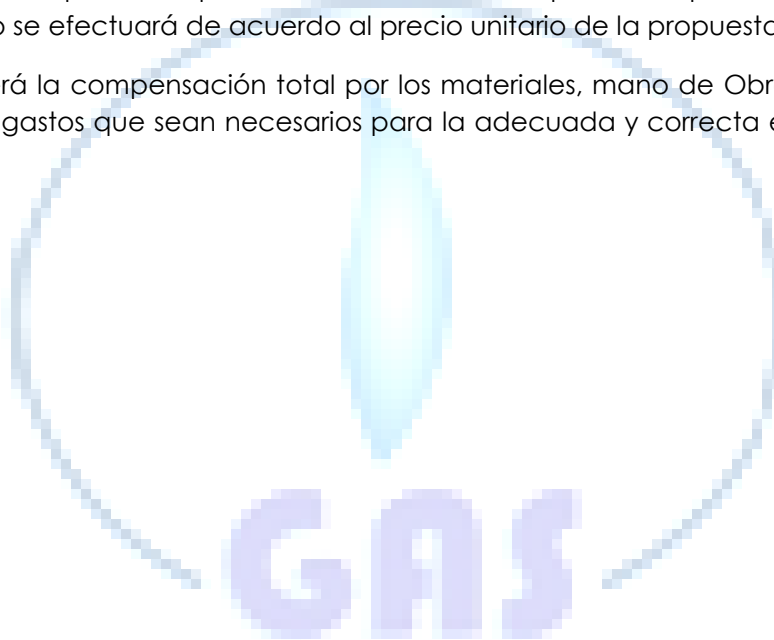 o se efectuará de acuerdo al precio unitario de la propuesta
rá la compensación total por los materiales, mano de Obr
gastos que sean necesarios para la adecuada y correcta e
GAS